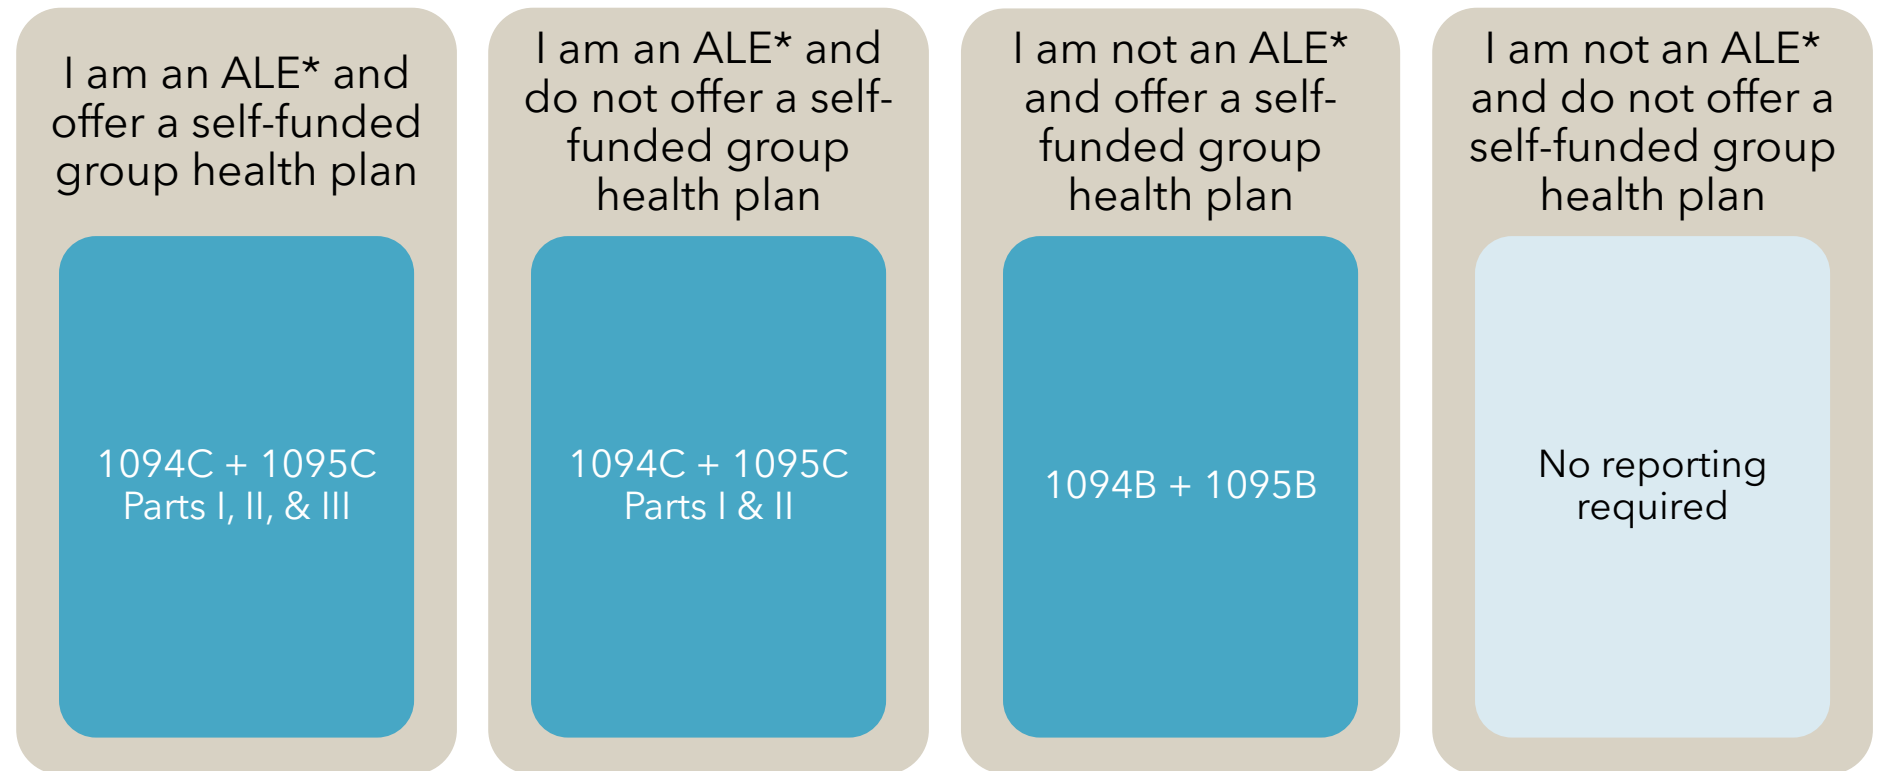 I am an ALE* and
offer a self-funded
group health plan
1094C + 1095C
Parts I, II, & III
I am an ALE* and
do not offer a self-
funded group
health plan
1094C + 1095C
Parts I & II
I am not an ALE*
and offer a self-
funded group
health plan
1094B + 1095B
I am not an ALE*
and do not offer a
self-funded group
health plan
No reporting
required